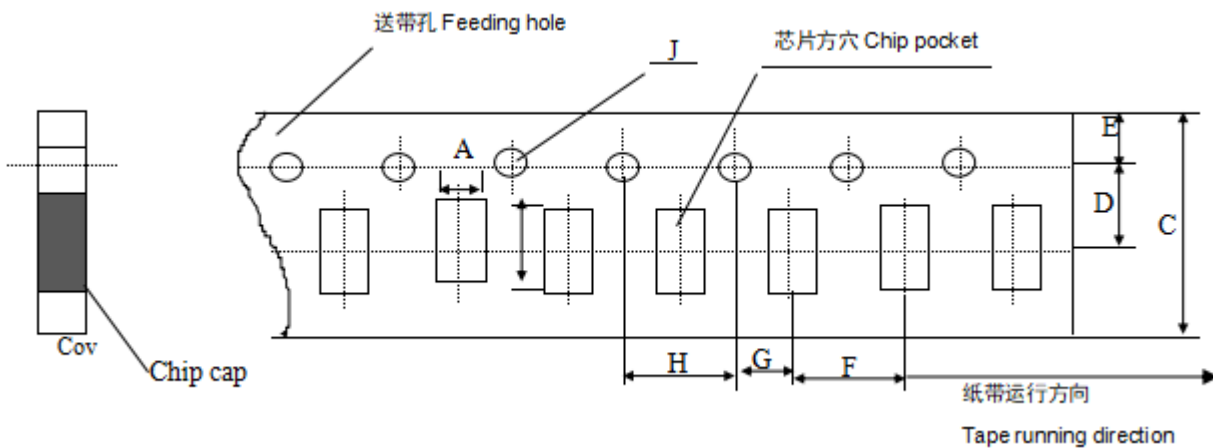 送带孔 Feeding hole
芯片方穴 Chip pocket
J
E
A
D
C
Cov
Chip cap
H
G
F
纸带运行方向
Tape running direction